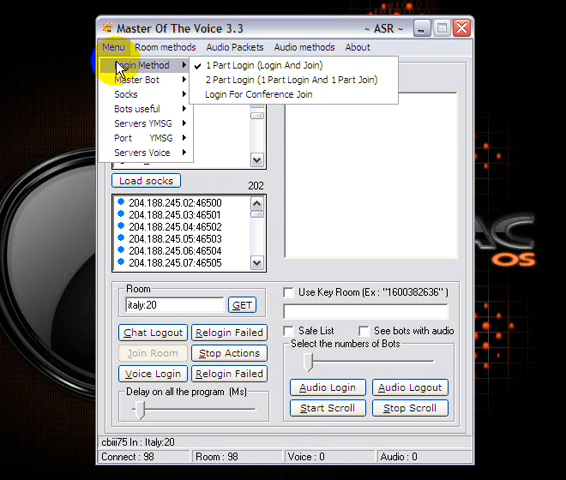 Master Of The Voice 3.3
~ ASR ~
Menu Room methods Audio Packets Audio methods About
Login Method
Master Bot
Socks
Bots useful
Servers YMSG
Port YMSG
Servers Voice
1 Part Login (Login And Join)
2 Part Login (1 Part Login And 1 Part Join)
Login For Conference Join
Load socks
202
204.188.245.02:46500
204.188.245.03:46501
204.188.245.04:46502
204.188.245.05:46503
204.188.245.06:46504
204.188.245.07:46505
Room
italy:20
GET
Chat Logout
Relogin Failed
Join Room
Stop Actions
Voice Login
Relogin Failed
Delay on all the program (Ms)
Use Key Room (Ex : "1600382636" )
Safe List
See bots with audio
Select the numbers of Bots
Audio Login
Audio Logout
Start Scroll
Stop Scroll
cbiii75 In : Italy:20
Connect : 98
Room : 98
Voice : 0
Audio : 0
AC
OS